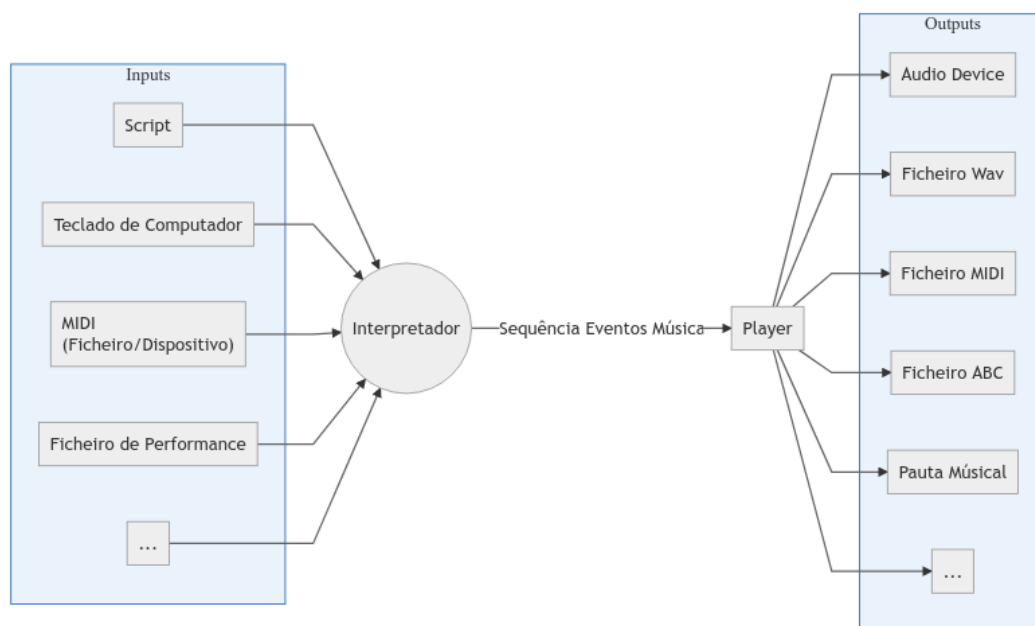 Inputs
Script
Teclado de Computador
MIDI
(Ficheiro/Dispositivo)
Ficheiro de Performance
...
Interpretador
Sequência Eventos Música
Player
Outputs
Audio Device
Ficheiro Wav
Ficheiro MIDI
Ficheiro ABC
Pauta Músical
...